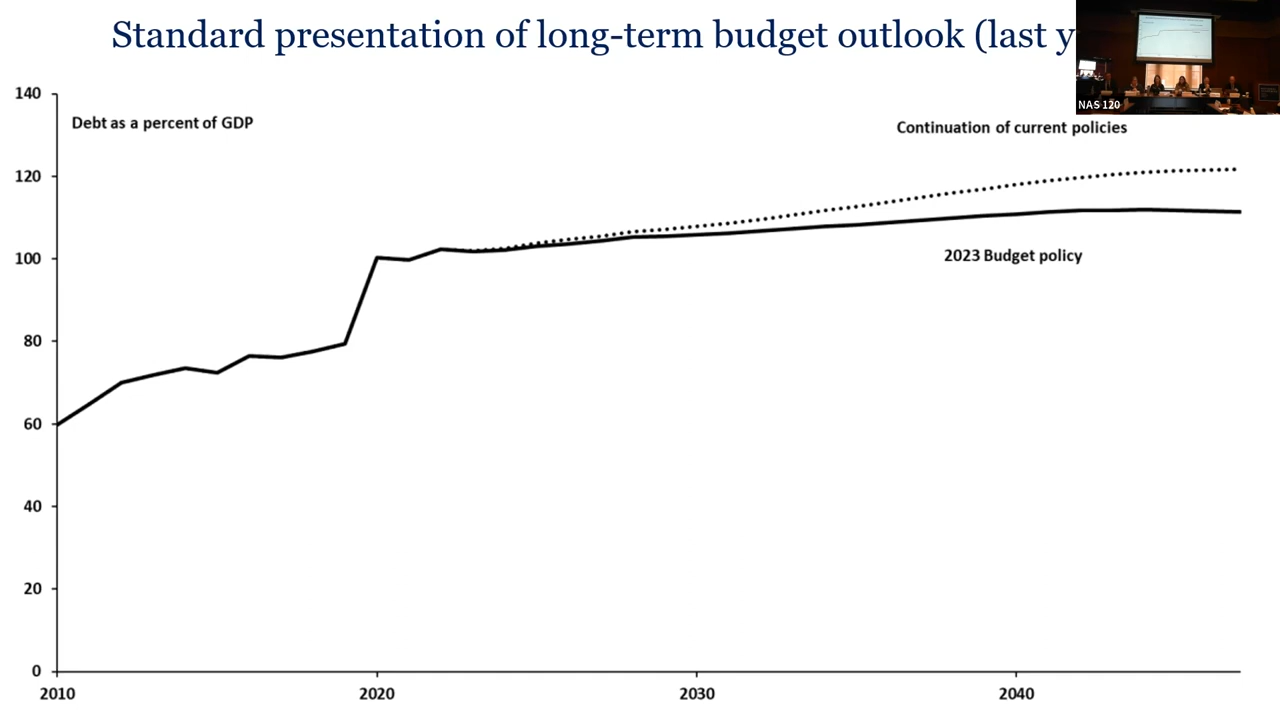 Standard presentation of long-term budget outlook (last y
NAS 120
140
Debt as a percent of GDP
Continuation of current policies
120
100
2023 Budget policy
80
60
40
20
0
2010
2020
2030
2040